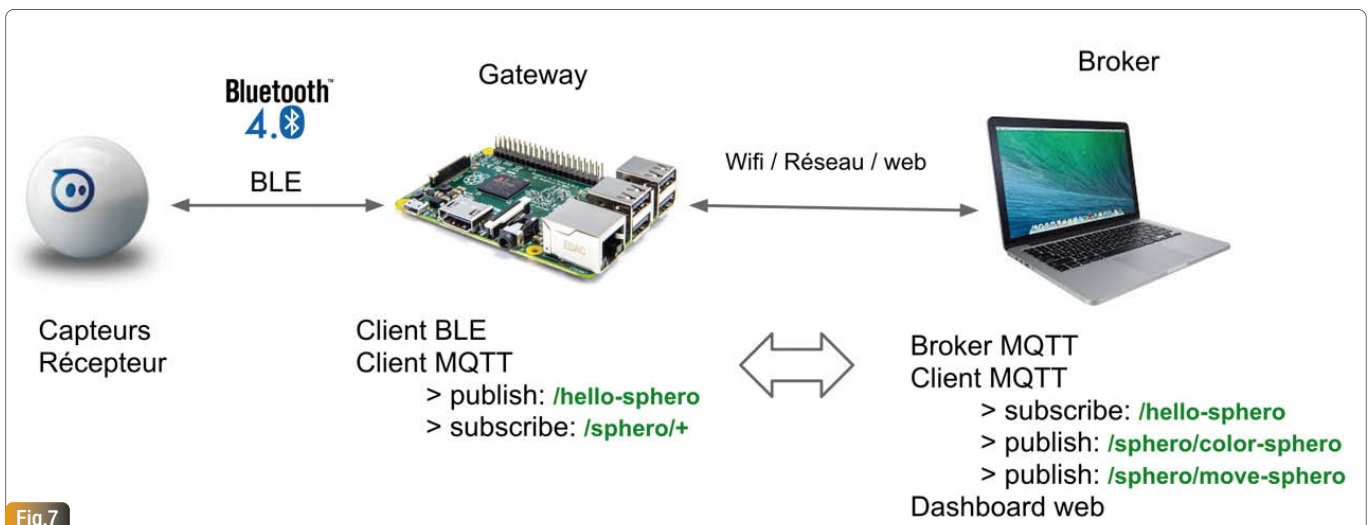 Bluetooth™
4.0
BLE
Gateway
Wifi / Réseau / web
Broker
EDAC
Capteurs
Récepteur
Client BLE
Client MQTT
> publish: /hello-sphero
> subscribe: /sphero/+
Broker MQTT
Client MQTT
> subscribe: /hello-sphero
> publish: /sphero/color-sphero
> publish: /sphero/move-sphero
Dashboard web
Fig.7